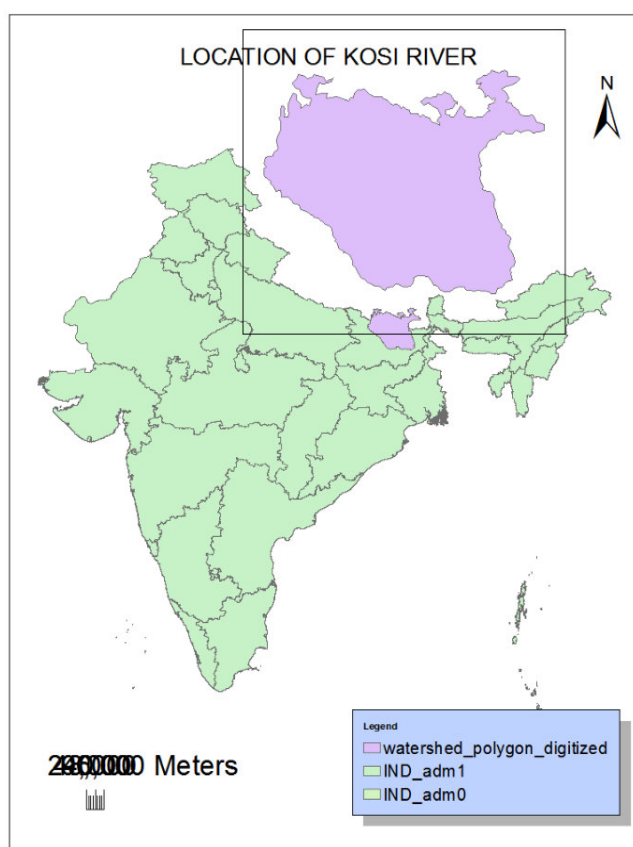 LOCATION OF KOSI RIVER
N
Legend
watershed_polygon_digitized
IND_adm1
IND_adm0
Meters